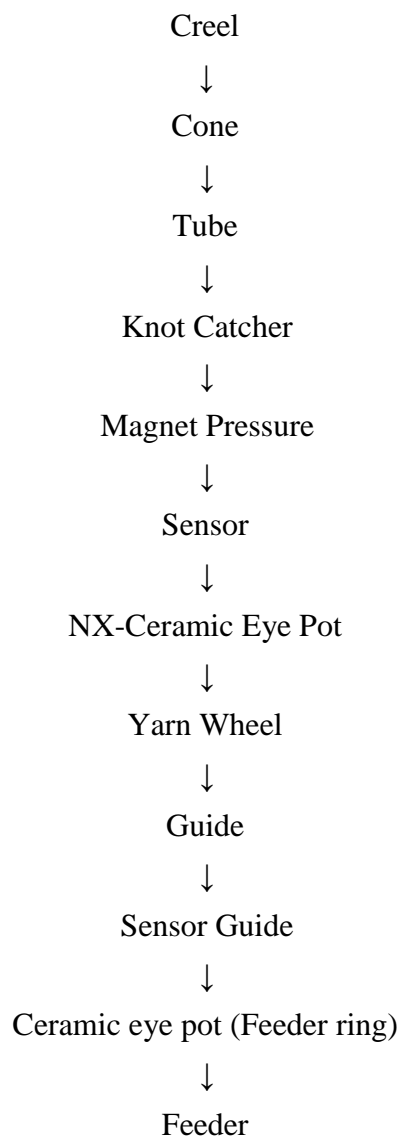 Creel
↓
Cone
↓
Tube
↓
Knot Catcher
↓
Magnet Pressure
↓
Sensor
↓
NX-Ceramic Eye Pot
↓
Yarn Wheel
↓
Guide
↓
Sensor Guide
↓
Ceramic eye pot (Feeder ring)
↓
Feeder